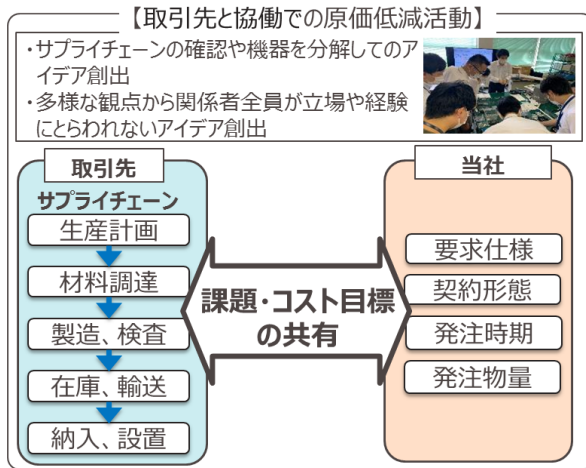 【取引先と協働での原価低減活動】
・サプライチェーンの確認や機器を分解してのア
イデア創出
・多様な観点から関係者全員が立場や経験
にとらわれないアイデア創出
取引先
サプライチェーン
生産計画
材料調達
製造、検査
在庫、輸送
納入、設置
課題・コスト目標
の共有
当社
要求仕様
契約形態
発注時期
発注物量